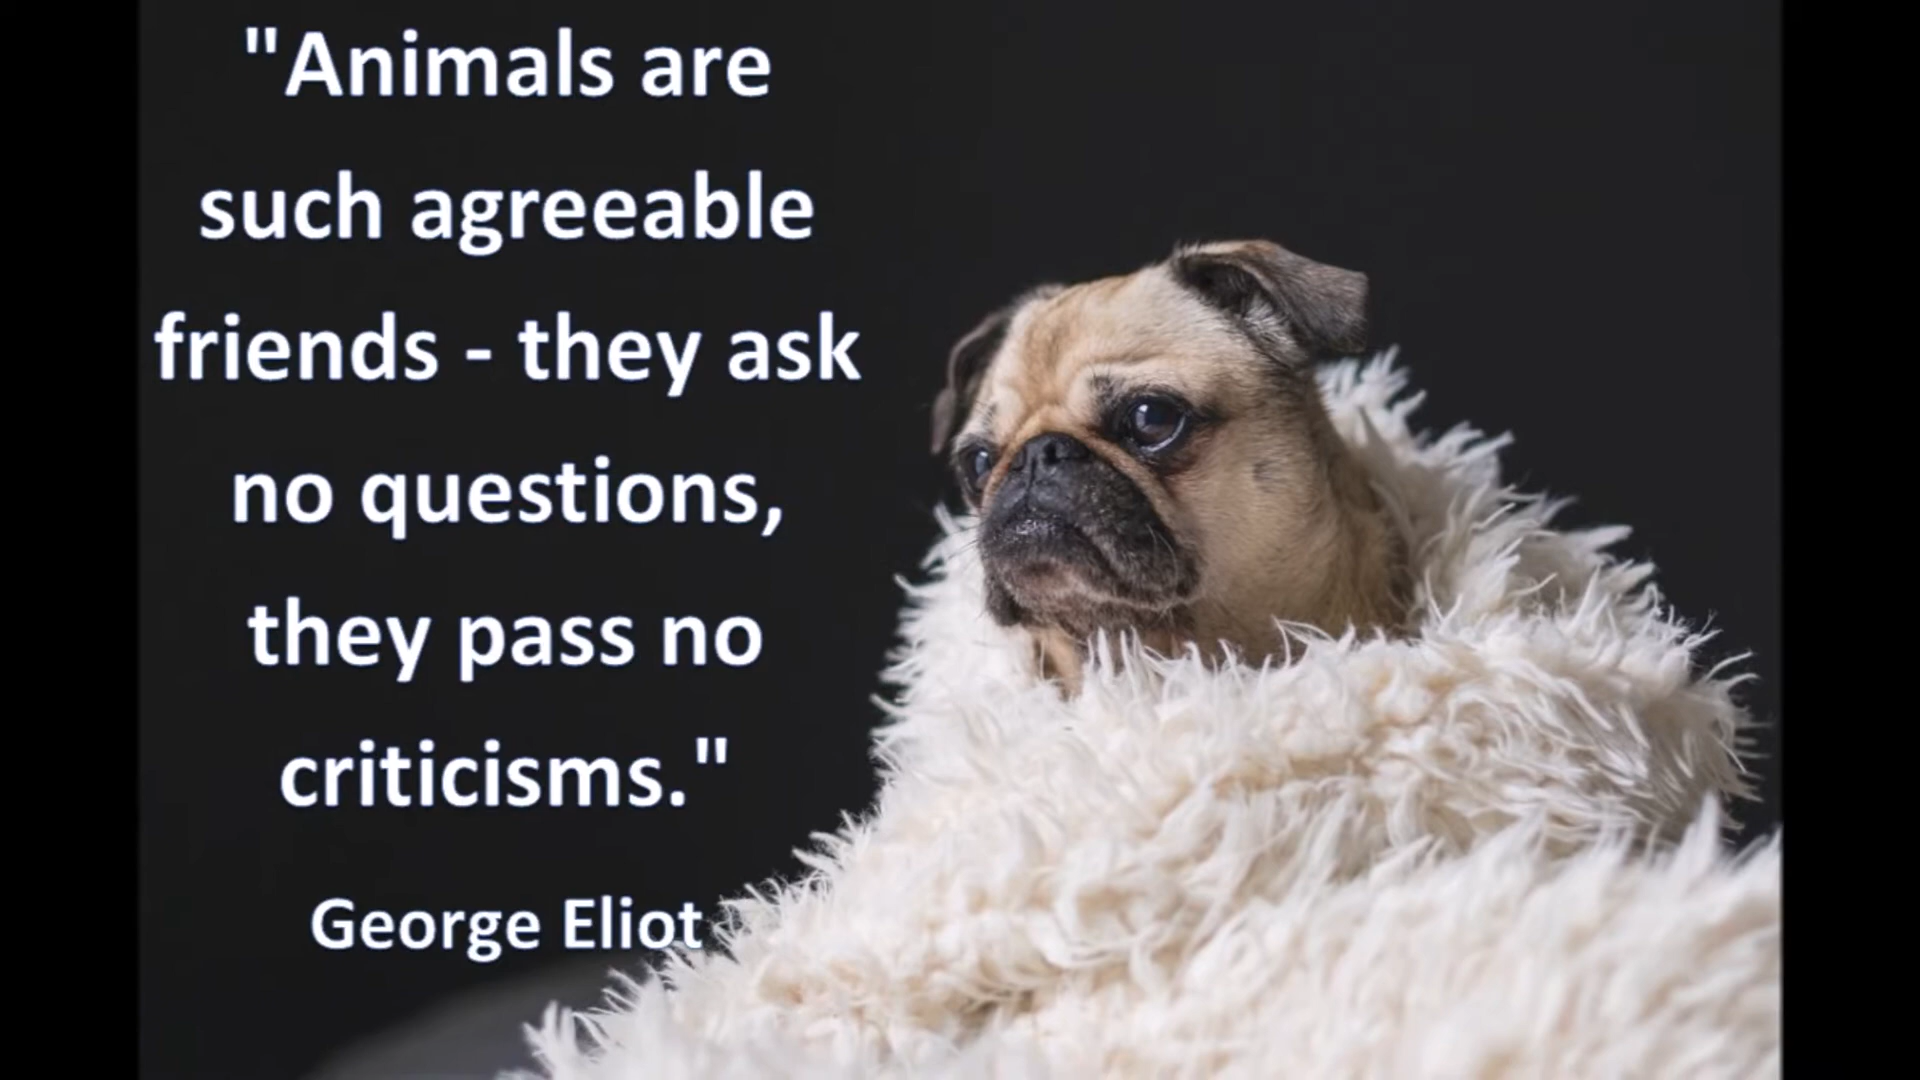 "Animals are
such agreeable
friends - they ask
no questions,
they pass no
criticisms."
George Eliot